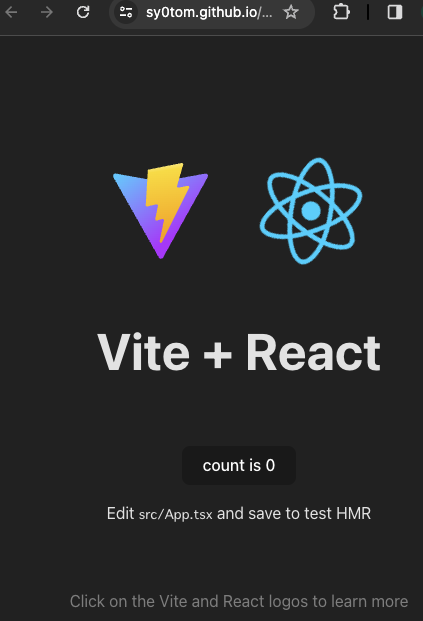 sy0tom.github.io/...
Vite + React
count is 0
Edit src/App.tsx and save to test HMR
Click on the Vite and React logos to learn more